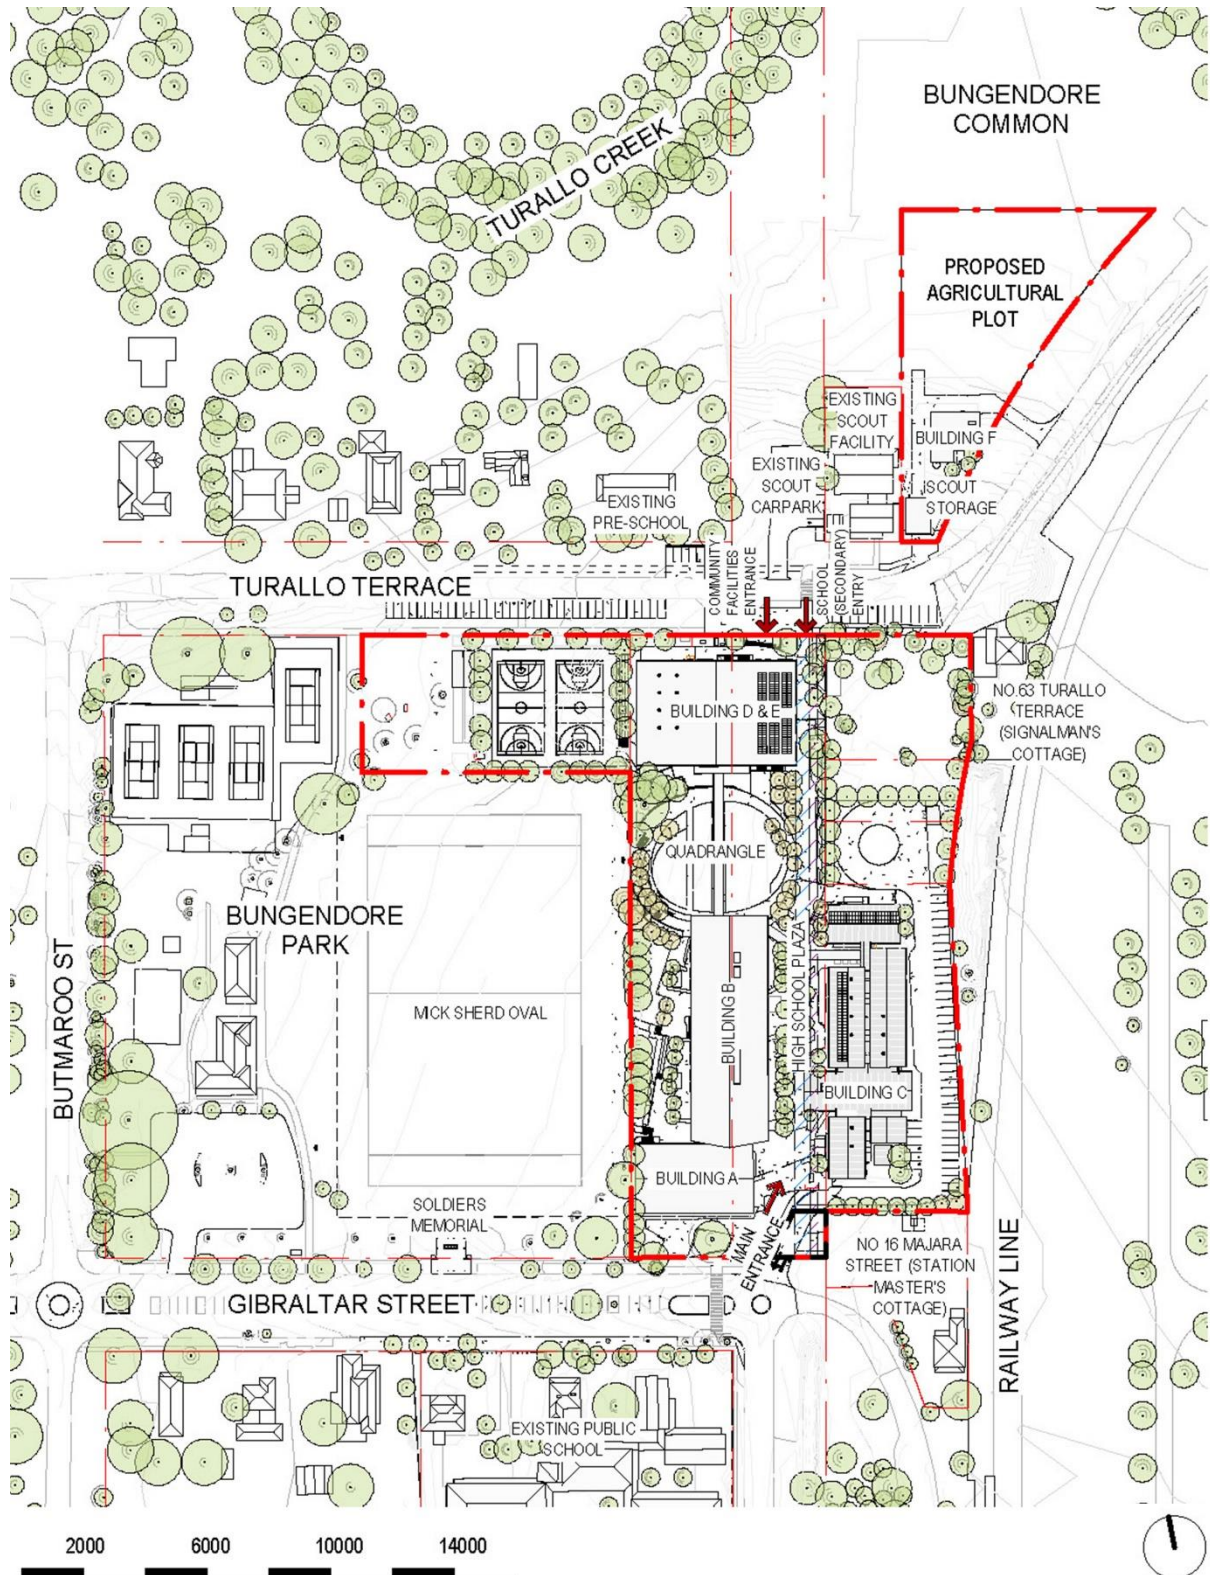 BUNGENDORE
COMMON
TURALLO CREEK
PROPOSED
AGRICULTURAL
PLOT
EXISTING
SCOUT
FACILITY
BUILDING F
EXISTING
SCOUT
CARPARK
SCOUT
STORAGE
EXISTING
PRE-SCHOOL
TURALLO TERRACE
COMMUNITY
FACILITIES
ENTRANCE
SCHOOL
(SECONDARY)
ENTRY
BUILDING D & E
NO.63 TURALLO
TERRACE
(SIGNALMAN'S
COTTAGE)
QUADRANGLE
BUNGENDORE
PARK
BUTMAROO ST
MICK SHERD OVAL
BUILDING B
HIGH SCHOOL PLAZA
BUILDING C
BUILDING A
SOLDIERS
MEMORIAL
MAIN
ENTRANCE
NO 16 MAJARA
STREET (STATION
MASTER'S
COTTAGE)
RAILWAY LINE
GIBRALTAR STREET
EXISTING PUBLIC
SCHOOL
2000 6000 10000 14000